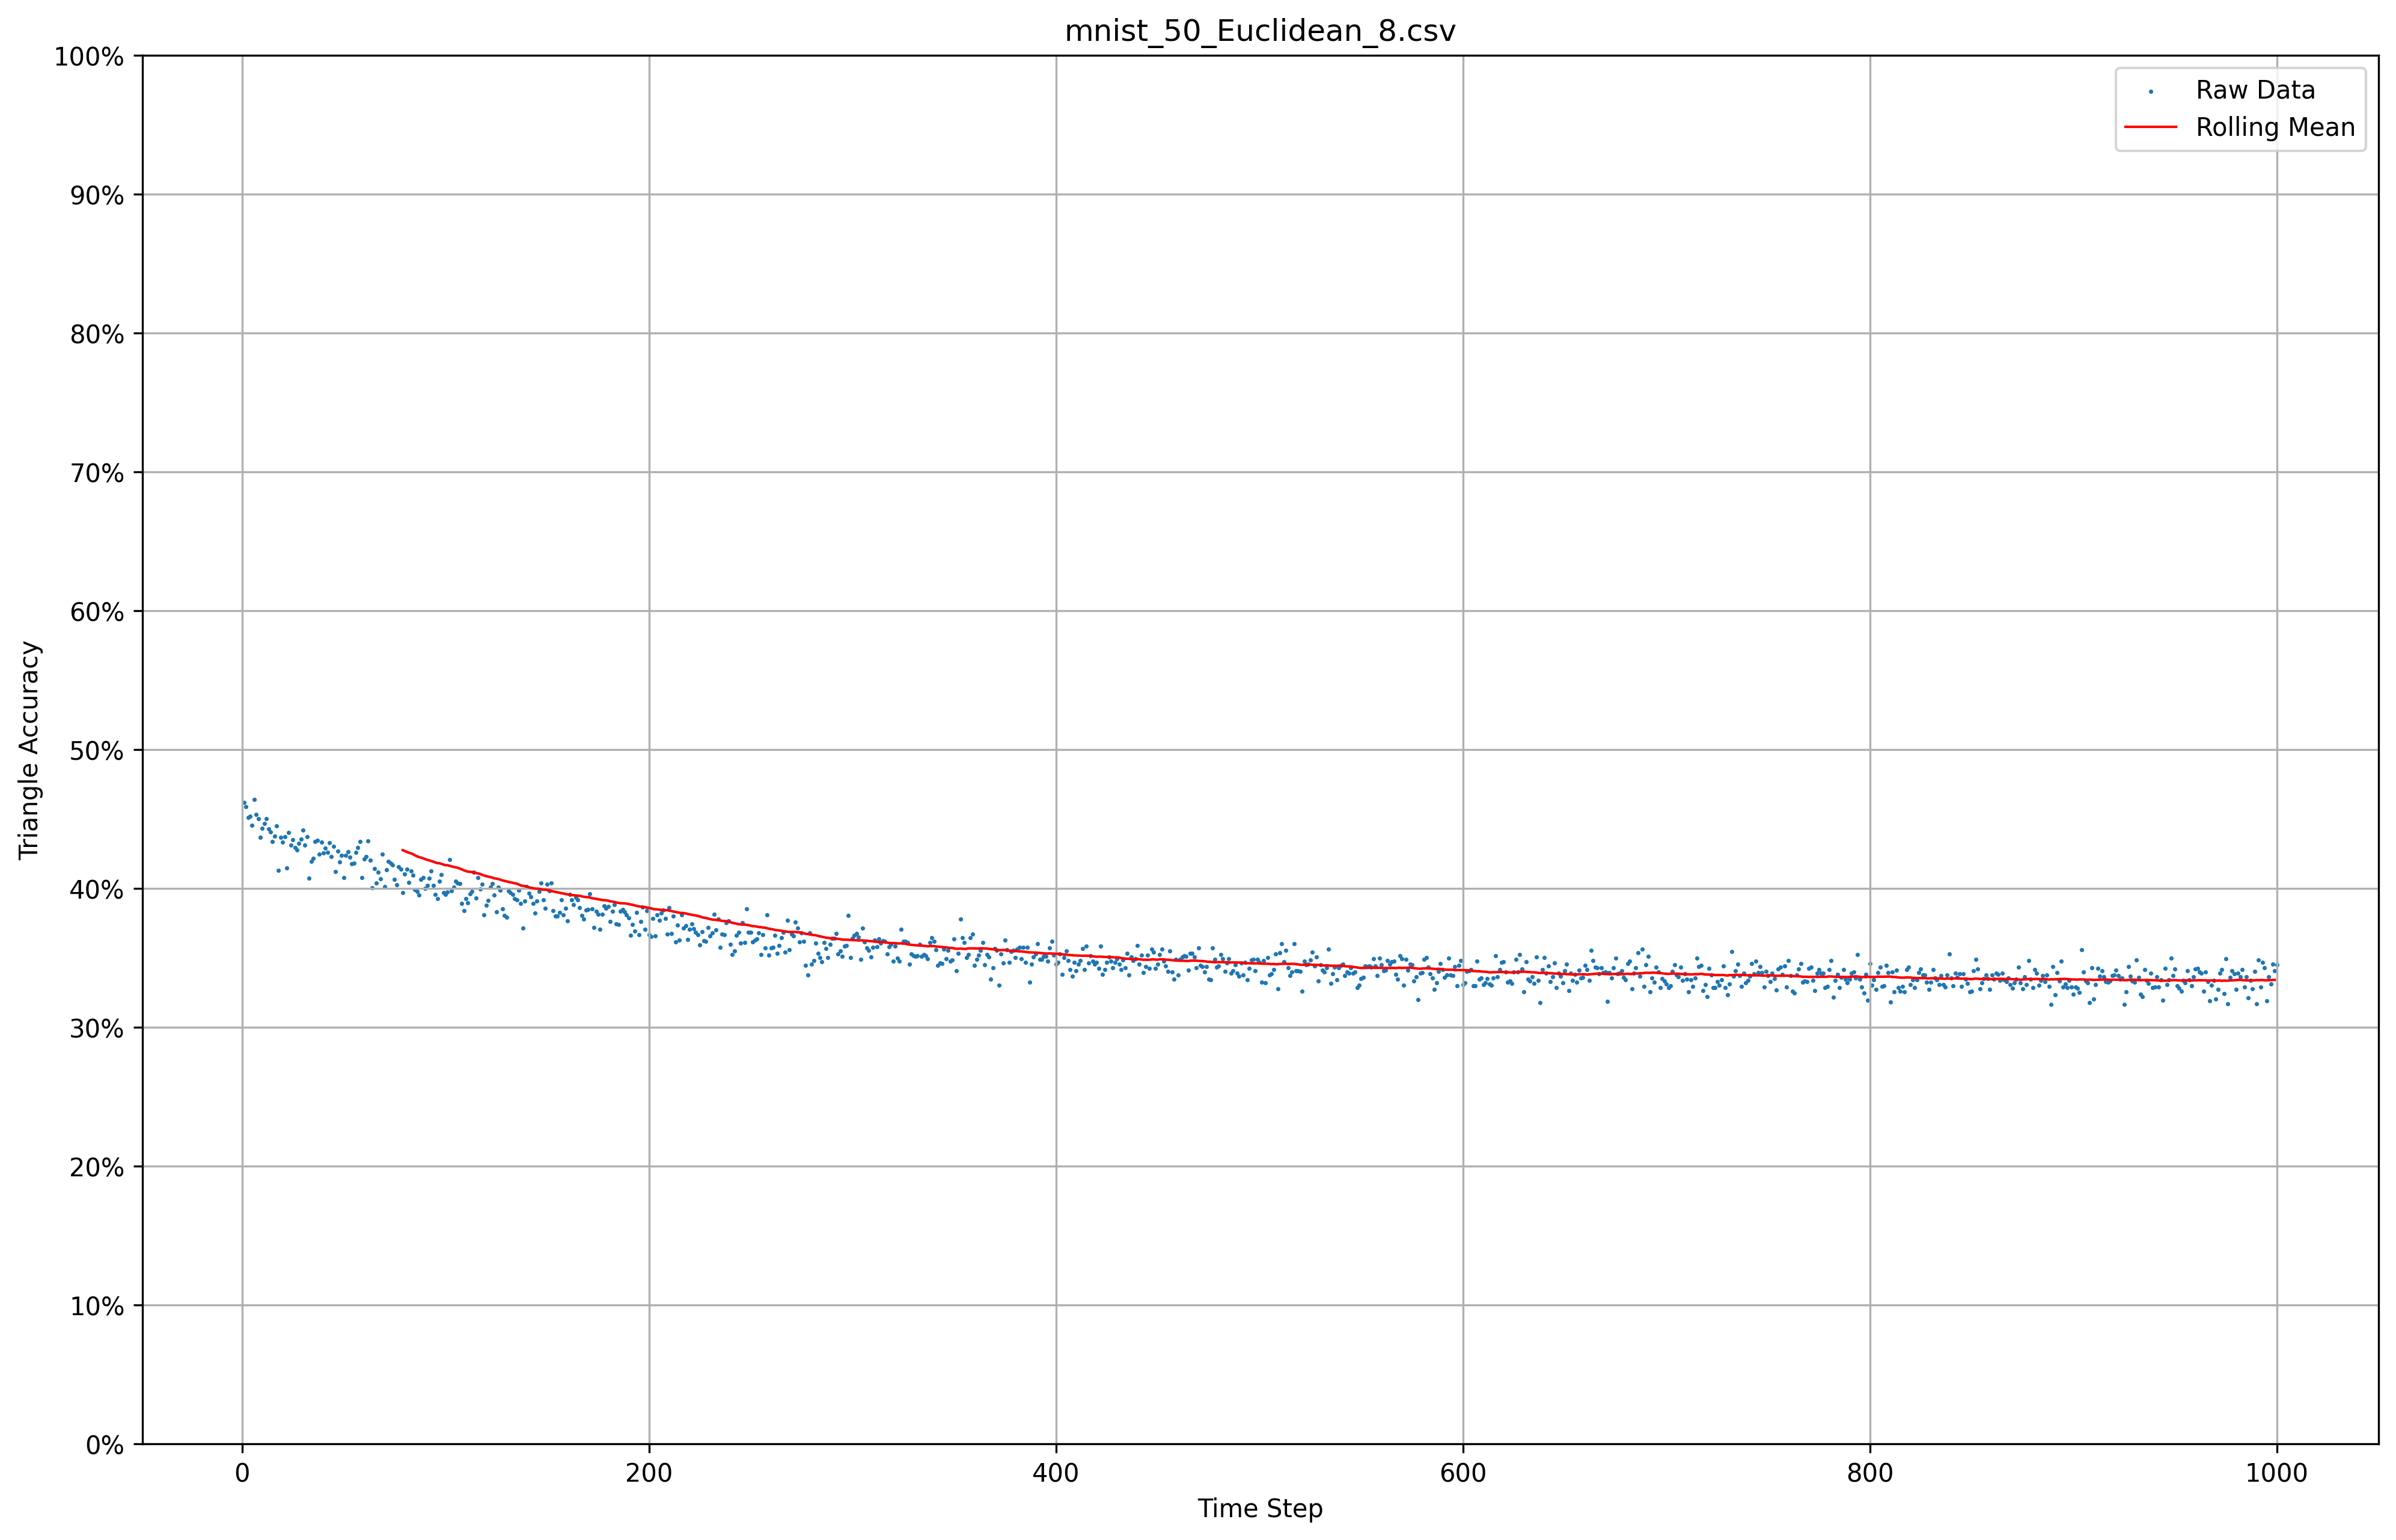 mnist_50_Euclidean_8.csv
100%
90%
80%
70%
60%
50%
40%
30%
20%
10%
0%
Triangle Accuracy
Raw Data
Rolling Mean
0 200 400 600 800 1000
Time Step